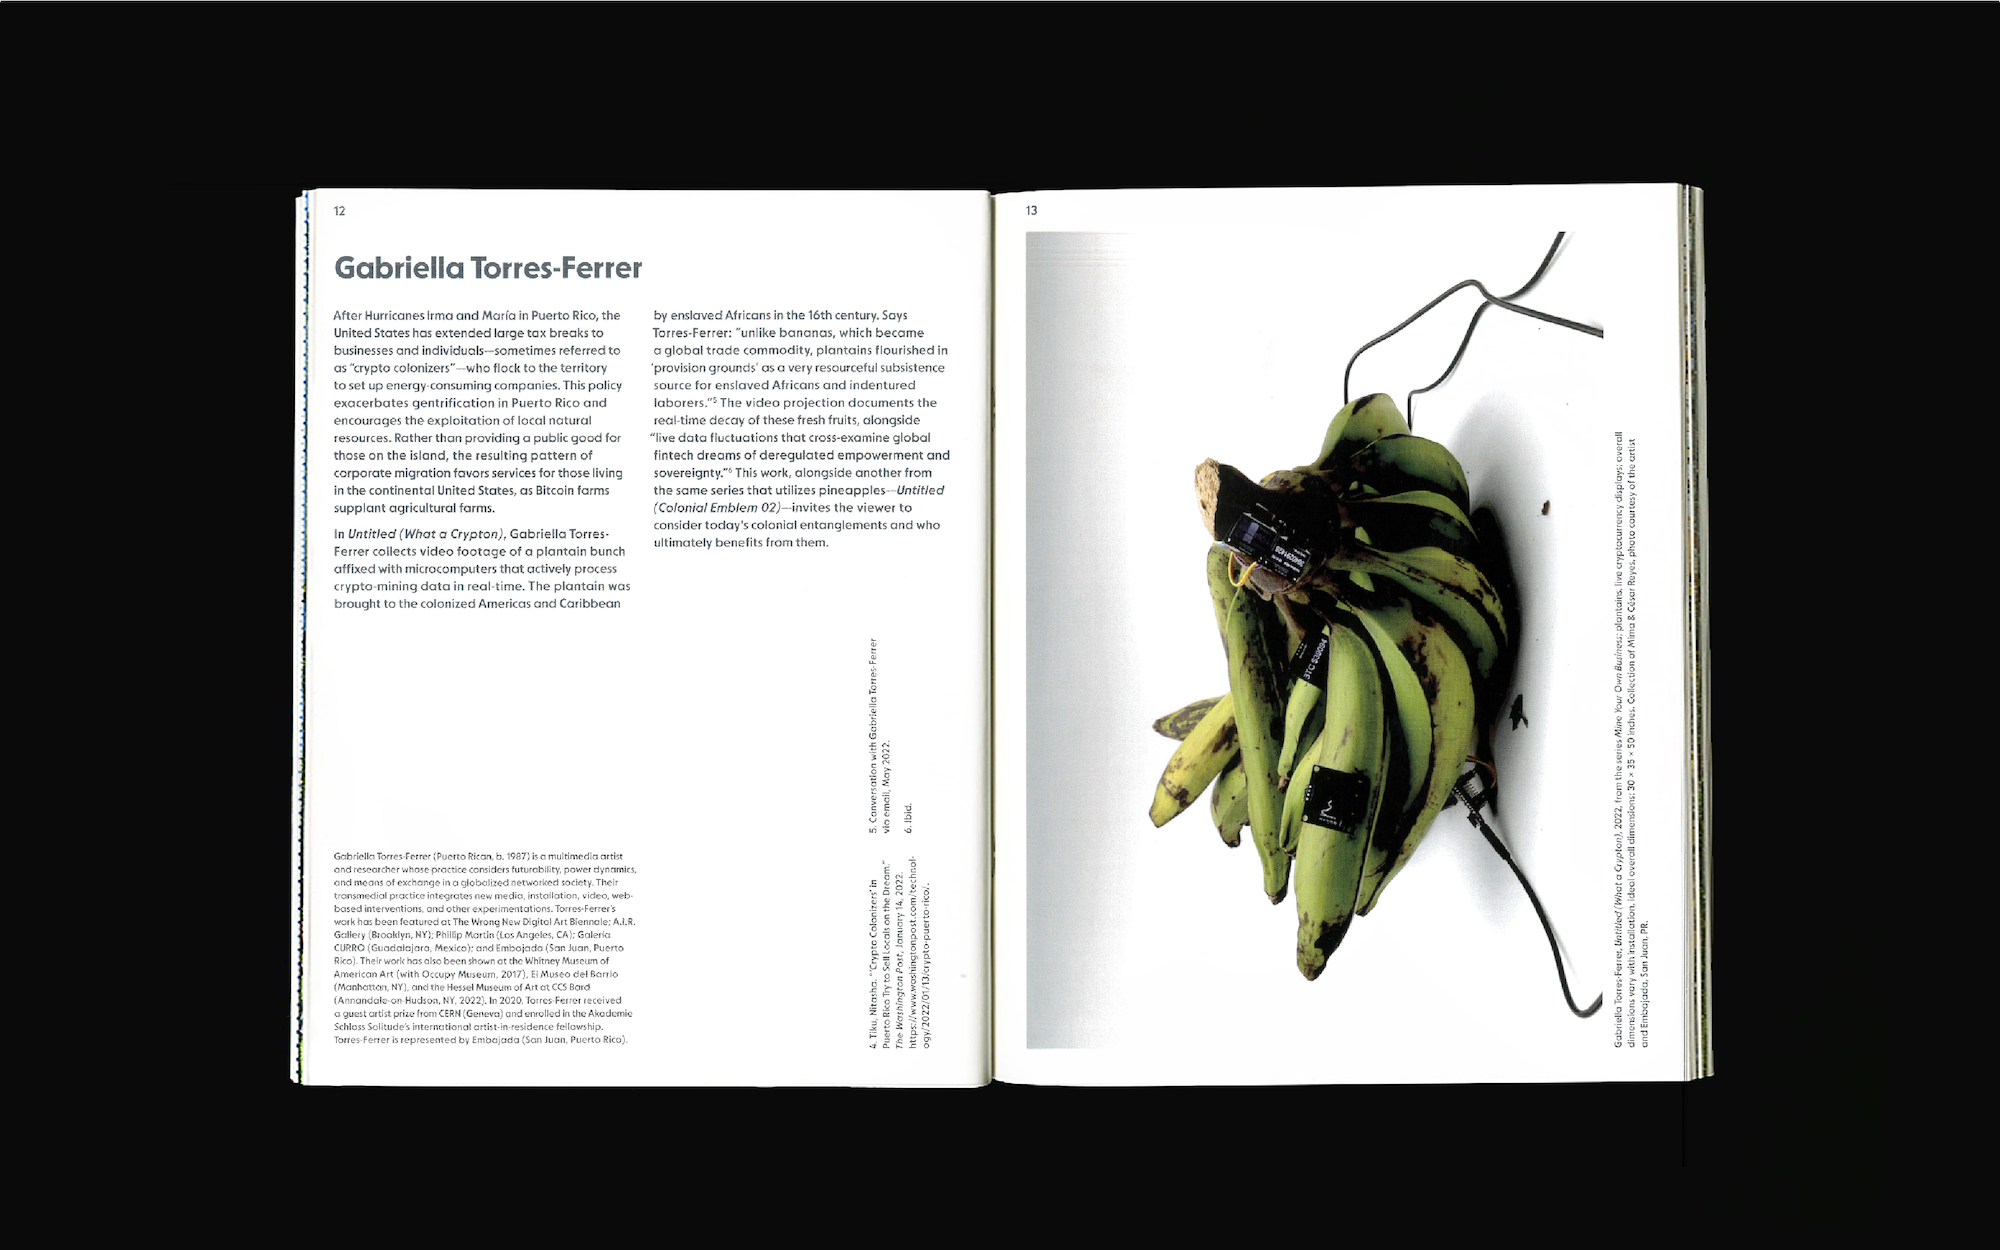 12
Gabriella Torres-Ferrer
After Hurricanes Irma and María in Puerto Rico, the
United States has extended large tax breaks to
businesses and individuals—sometimes referred to
as “crypto colonizers”—who flock to the territory
to set up energy-consuming companies. This policy
exacerbates gentrification in Puerto Rico and
encourages the exploitation of local natural
resources. Rather than providing a public good for
those on the island, the resulting pattern of
corporate migration favors services for those living
in the continental United States, as Bitcoin farms
supplant agricultural farms.
In Untitled (What a Crypton), Gabriella Torres-
Ferrer collects video footage of a plantain bunch
affixed with microcomputers that actively process
crypto-mining data in real-time. The plantain was
brought to the colonized Americas and Caribbean
by enslaved Africans in the 16th century. Says
Torres-Ferrer: “unlike bananas, which became
a global trade commodity, plantains flourished in
‘provision grounds’ as a very resourceful subsistence
source for enslaved Africans and indentured
laborers.”5 The video projection documents the
real-time decay of these fresh fruits, alongside
“live data fluctuations that cross-examine global
fintech dreams of deregulated empowerment and
sovereignty.”6 This work, alongside another from
the same series that utilizes pineapples—Untitled
(Colonial Emblem 02)—invites the viewer to
consider today's colonial entanglements and who
ultimately benefits from them.
Gabriella Torres-Ferrer (Puerto Rican, b. 1987) is a multimedia artist
and researcher whose practice considers futurability, power dynamics,
and means of exchange in a globalized networked society. Their
transmedial practice integrates new media, installation, video, web-
based interventions, and other experimentations. Torres-Ferrer's
work has been featured at The Wrong New Digital Art Biennale; A.I.R.
Gallery (Brooklyn, NY); Phillip Martin (Los Angeles, CA); Galería
CURRO (Guadalajara, Mexico); and Embajada (San Juan, Puerto
Rico). Their work has also been shown at the Whitney Museum of
American Art (with Occupy Museum, 2017), El Museo del Barrio
(Manhattan, NY), and the Hessel Museum of Art at CCS Bard
(Annandale-on-Hudson, NY, 2022). In 2020, Torres-Ferrer received
a guest artist prize from CERN (Geneva) and enrolled in the Akademie
Schloss Solitude's international artist-in-residence fellowship.
Torres-Ferrer is represented by Embajada (San Juan, Puerto Rico).
4. Tiku, Nitasha. “‘Crypto Colonizers’ in
Puerto Rico Try to Sell Locals on the Dream.”
The Washington Post, January 14, 2022.
https://www.washingtonpost.com/technol-
ogy/2022/01/13/crypto-puerto-rico/.
5. Conversation with Gabriella Torres-Ferrer
via email, May 2022.
6. Ibid.
13
BTC
Gabriella Torres-Ferrer, Untitled (What a Crypton), 2022, from the series Mine Your Own Business; plantains, live cryptocurrency displays; overall
dimensions vary with installation. Ideal overall dimensions: 30 × 35 × 50 inches. Collection of Mima & César Reyes, photo courtesy of the artist
and Embajada, San Juan, PR.